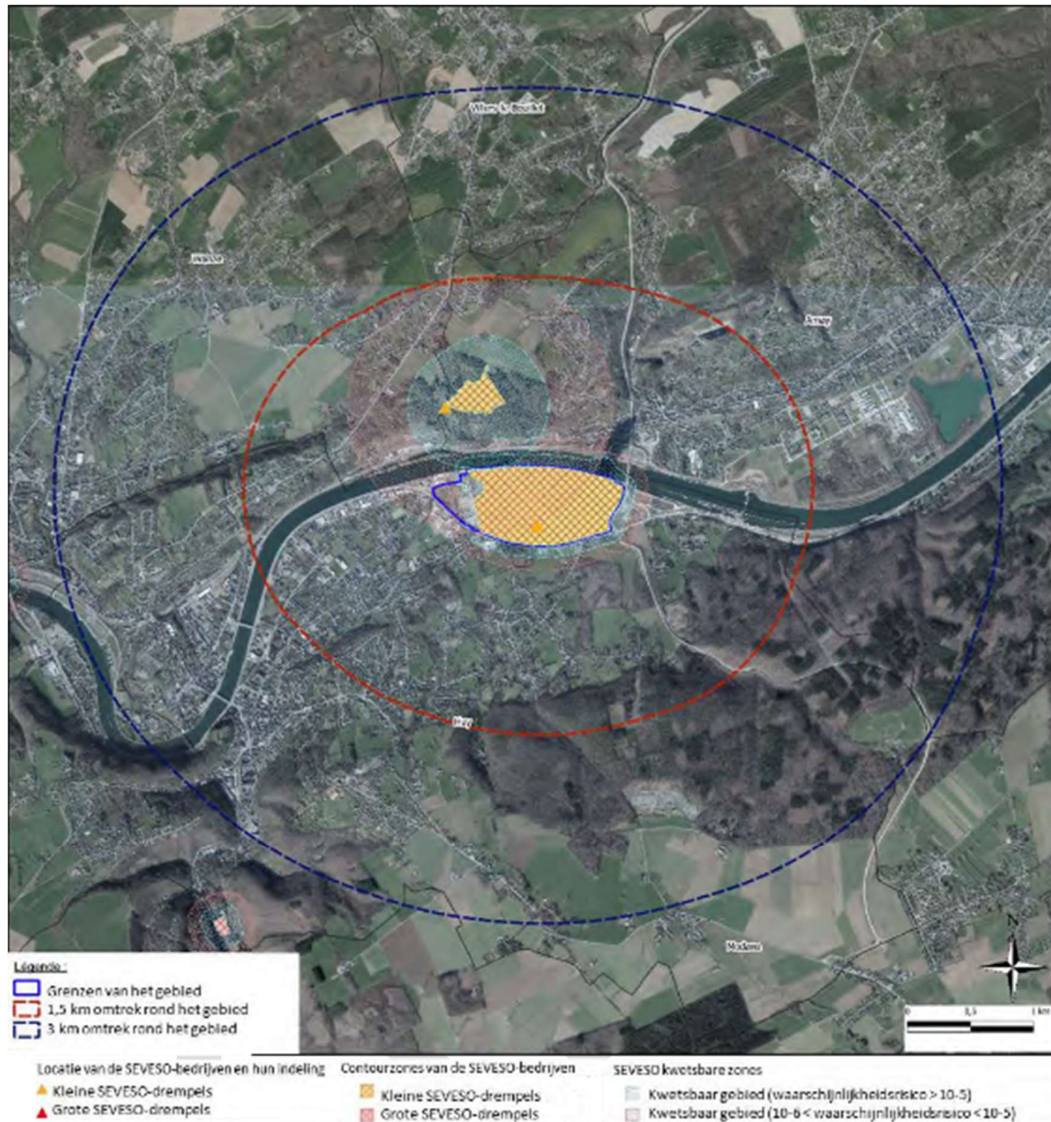 Villers-le-Bouillet
Wanze
Amay
Huy
Modave
N
Légende :
Grenzen van het gebied
1,5 km omtrek rond het gebied
3 km omtrek rond het gebied
0 0,5 1 km
Locatie van de SEVESO-bedrijven en hun indeling
Kleine SEVESO-drempels
Grote SEVESO-drempels
Contourzones van de SEVESO-bedrijven
Kleine SEVESO-drempels
Grote SEVESO-drempels
SEVESO kwetsbare zones
Kwetsbaar gebied (waarschijnlijkheidsrisico > 10-5)
Kwetsbaar gebied (10-6 < waarschijnlijkheidsrisico < 10-5)